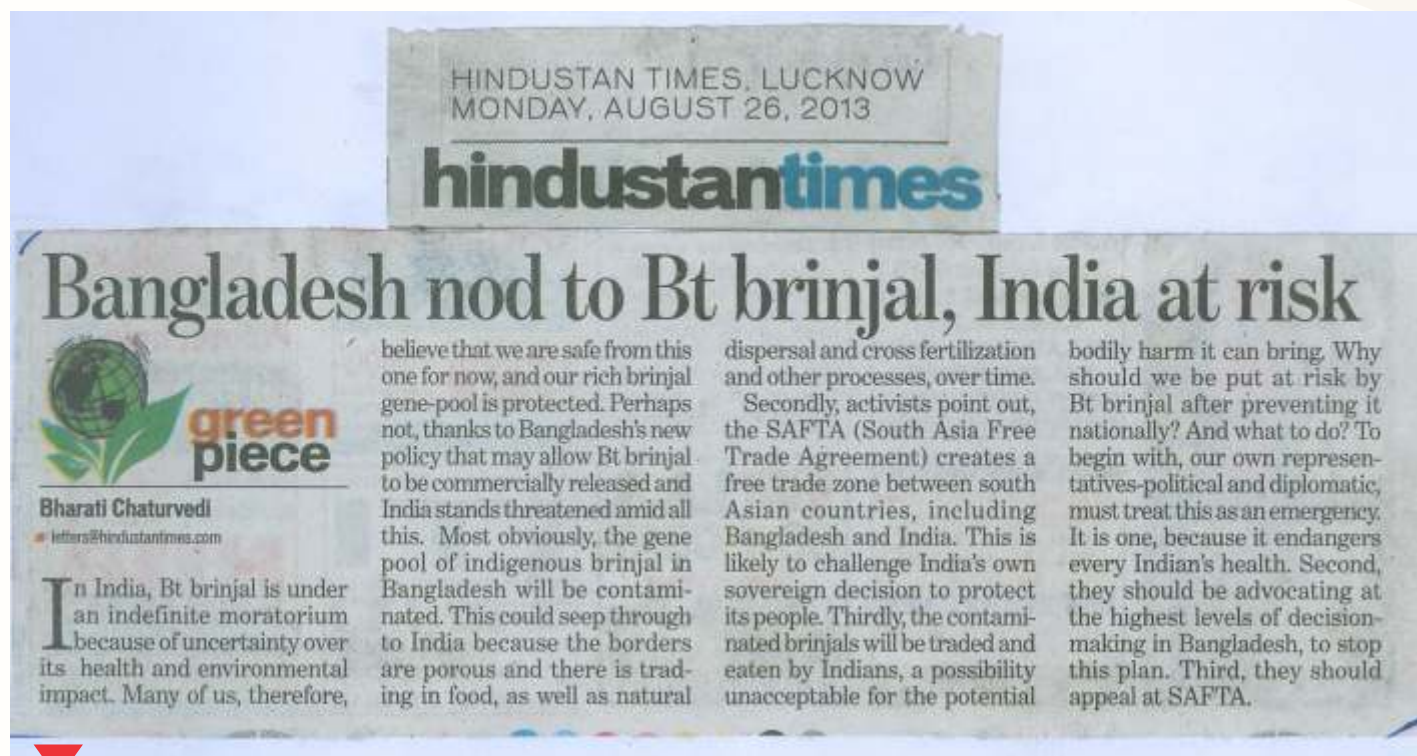 HINDUSTAN TIMES, LUCKNOW
MONDAY, AUGUST 26, 2013
hindustantimes
Bangladesh nod to Bt brinjal, India at risk
green
piece
Bharati Chaturvedi
letters@hindustantimes.com
In India, Bt brinjal is under
an indefinite moratorium
because of uncertainty over
its health and environmental
impact. Many of us, therefore,
believe that we are safe from this
one for now, and our rich brinjal
gene-pool is protected. Perhaps
not, thanks to Bangladesh's new
policy that may allow Bt brinjal
to be commercially released and
India stands threatened amid all
this. Most obviously, the gene
pool of indigenous brinjal in
Bangladesh will be contami-
nated. This could seep through
to India because the borders
are porous and there is trad-
ing in food, as well as natural
dispersal and cross fertilization
and other processes, over time.
Secondly, activists point out,
the SAFTA (South Asia Free
Trade Agreement) creates a
free trade zone between south
Asian countries, including
Bangladesh and India. This is
likely to challenge India's own
sovereign decision to protect
its people. Thirdly, the contami-
nated brinjals will be traded and
eaten by Indians, a possibility
unacceptable for the potential
bodily harm it can bring. Why
should we be put at risk by
Bt brinjal after preventing it
nationally? And what to do? To
begin with, our own represen-
tatives-political and diplomatic,
must treat this as an emergency.
It is one, because it endangers
every Indian's health. Second,
they should be advocating at
the highest levels of decision-
making in Bangladesh, to stop
this plan. Third, they should
appeal at SAFTA.